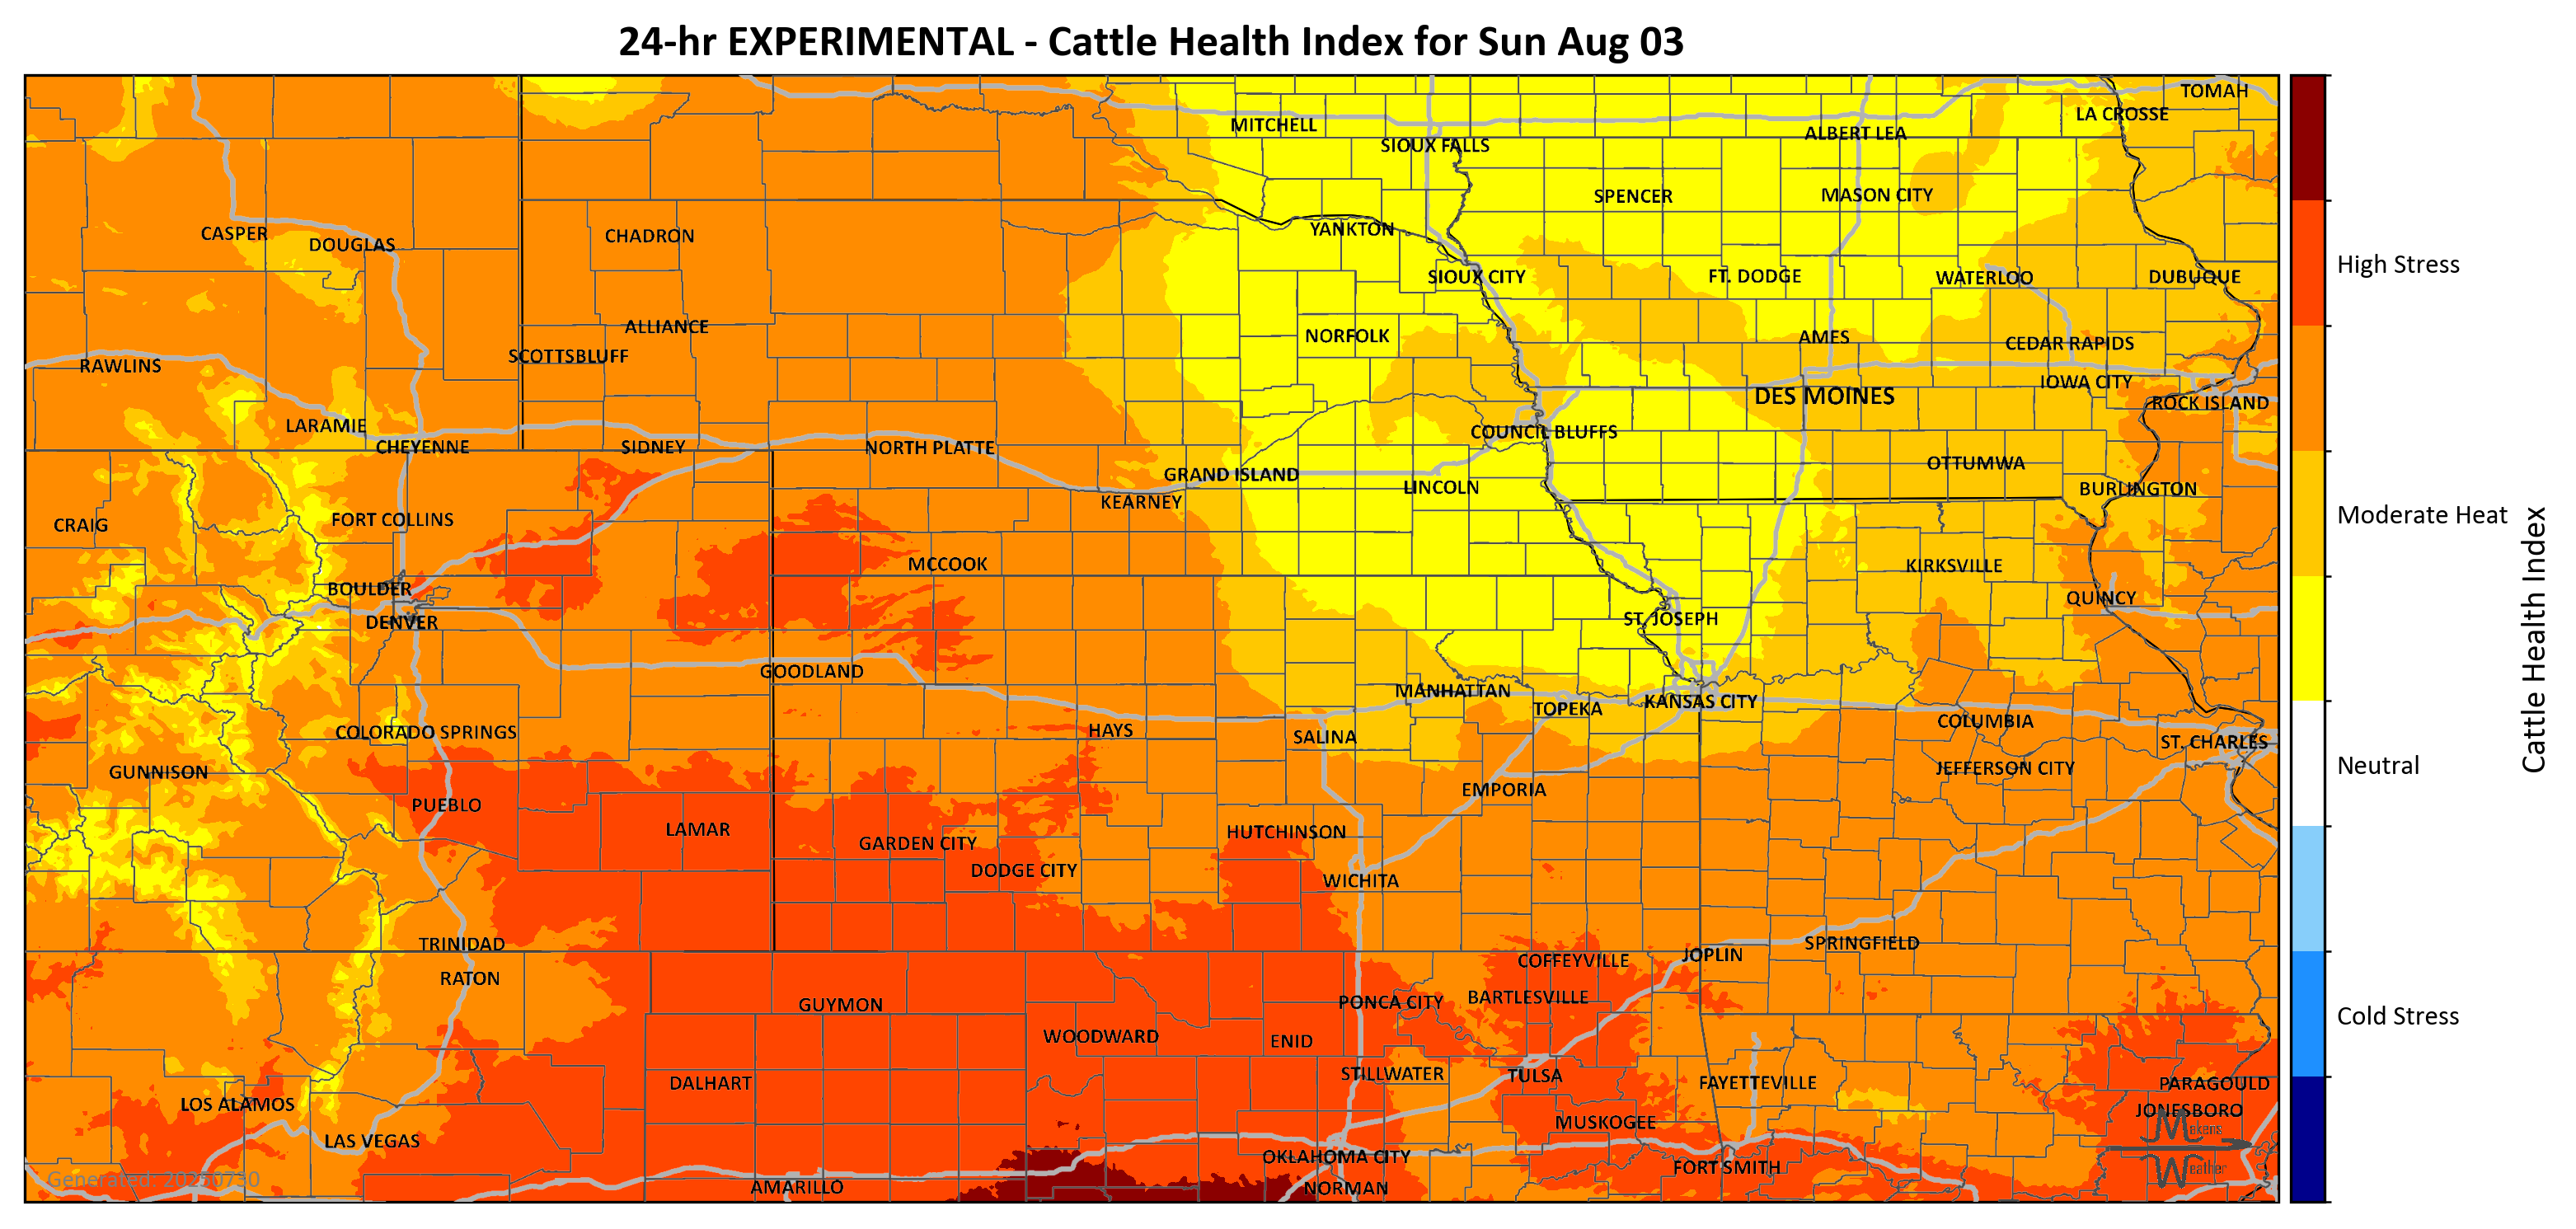 24-hr EXPERIMENTAL - Cattle Health Index for Sun Aug 03
TOMAH
LA CROSSE
MITCHELL
ALBERT LEA
SIOUX FALLS
SPENCER
MASON CITY
CASPER
DOUGLAS
CHADRON
YANKTON
SIOUX CITY
FT. DODGE
WATERLOO
DUBUQUE
High Stress
ALLIANCE
NORFOLK
AMES
CEDAR RAPIDS
SCOTTSBLUFF
RAWLINS
IOWA CITY
DES MOINES
ROCK ISLAND
LARAMIE
CHEYENNE
SIDNEY
NORTH PLATTE
COUNCIL BLUFFS
GRAND ISLAND
OTTUMWA
LINCOLN
BURLINGTON
KEARNEY
CRAIG
FORT COLLINS
Moderate Heat
MCCOOK
KIRKSVILLE
BOULDER
QUINCY
DENVER
ST. JOSEPH
Cattle Health Index
GOODLAND
MANHATTAN
TOPEKA
KANSAS CITY
COLORADO SPRINGS
HAYS
SALINA
COLUMBIA
ST. CHARLES
GUNNISON
JEFFERSON CITY
Neutral
PUEBLO
EMPORIA
LAMAR
GARDEN CITY
HUTCHINSON
DODGE CITY
WICHITA
TRINIDAD
SPRINGFIELD
RATON
COFFEYVILLE
JOPLIN
GUYMON
PONCA CITY
BARTLESVILLE
Cold Stress
WOODWARD
ENID
DALHART
STILLWATER
TULSA
FAYETTEVILLE
PARAGOULD
LOS ALAMOS
JONESBORO
LAS VEGAS
MUSKOGEE
Makens
Weather
OKLAHOMA CITY
FORT SMITH
Generated: 20250730
AMARILLO
NORMAN